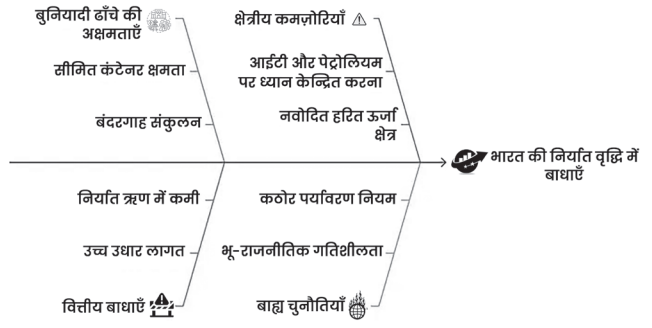 बुनियादी ढाँचे की
अक्षमताएँ
सीमित कंटेनर क्षमता
बंदरगाह संकुलन
क्षेत्रीय कमज़ोरियाँ
आईटी और पेट्रोलियम
पर ध्यान केन्द्रित करना
नवोदित हरित ऊर्जा
क्षेत्र
भारत की निर्यात वृद्धि में
बाधाएँ
निर्यात ऋण में कमी
उच्च उधार लागत
वित्तीय बाधाएँ
कठोर पर्यावरण नियम
भू-राजनीतिक गतिशीलता
बाह्य चुनौतियाँ